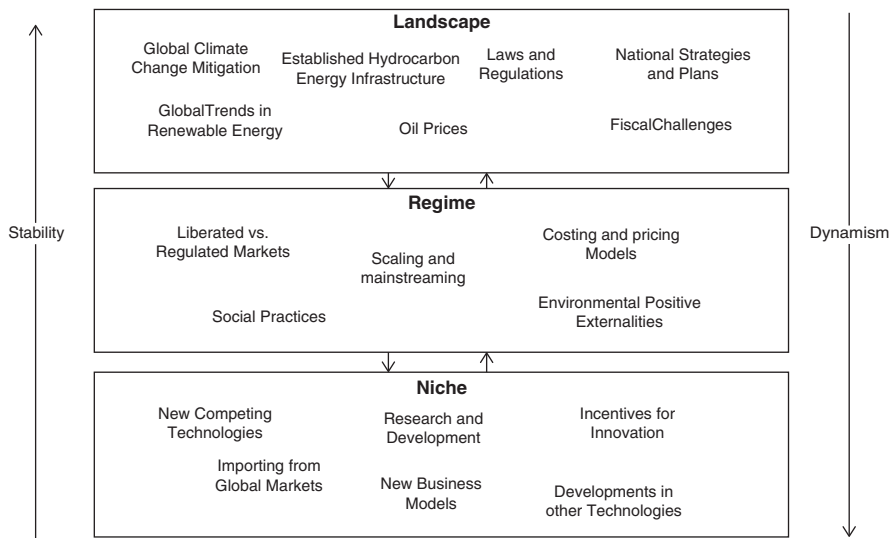 Landscape
Global Climate
Change Mitigation
Established Hydrocarbon
Energy Infrastructure
Laws and
Regulations
National Strategies
and Plans
GlobalTrends in
Renewable Energy
Oil Prices
FiscalChallenges
Stability
Dynamism
Regime
Liberated vs.
Regulated Markets
Scaling and
mainstreaming
Costing and pricing
Models
Social Practices
Environmental Positive
Externalities
Niche
New Competing
Technologies
Research and
Development
Incentives for
Innovation
Importing from
Global Markets
New Business
Models
Developments in
other Technologies